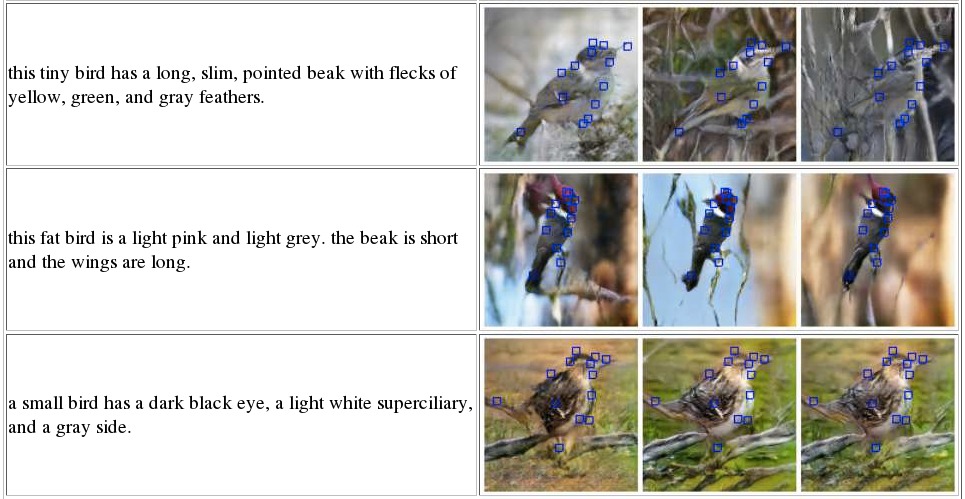 this tiny bird has a long, slim, pointed beak with flecks of
yellow, green, and gray feathers.
this fat bird is a light pink and light grey. the beak is short
and the wings are long.
a small bird has a dark black eye, a light white superciliary,
and a gray side.